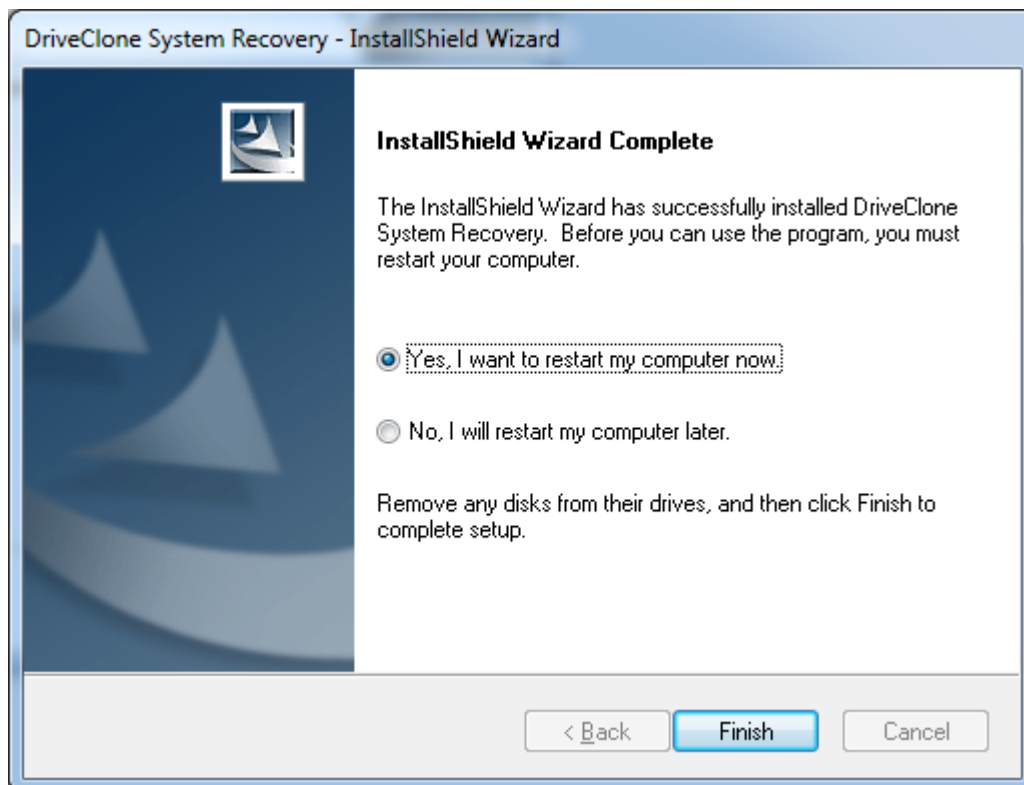 DriveClone System Recovery - InstallShield Wizard
InstallShield Wizard Complete
The InstallShield Wizard has successfully installed DriveClone
System Recovery.  Before you can use the program, you must
restart your computer.
Yes, I want to restart my computer now.
No, I will restart my computer later.
Remove any disks from their drives, and then click Finish to
complete setup.
< Back
Finish
Cancel